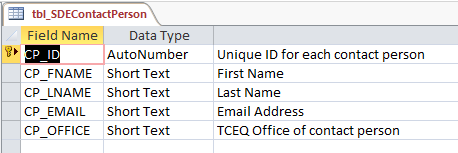 tbl_SDEContactPerson
Field Name Data Type
CP_ID AutoNumber Unique ID for each contact person
CP_FNAME Short Text First Name
CP_LNAME Short Text Last Name
CP_EMAIL Short Text Email Address
CP_OFFICE Short Text TCEQ Office of contact person